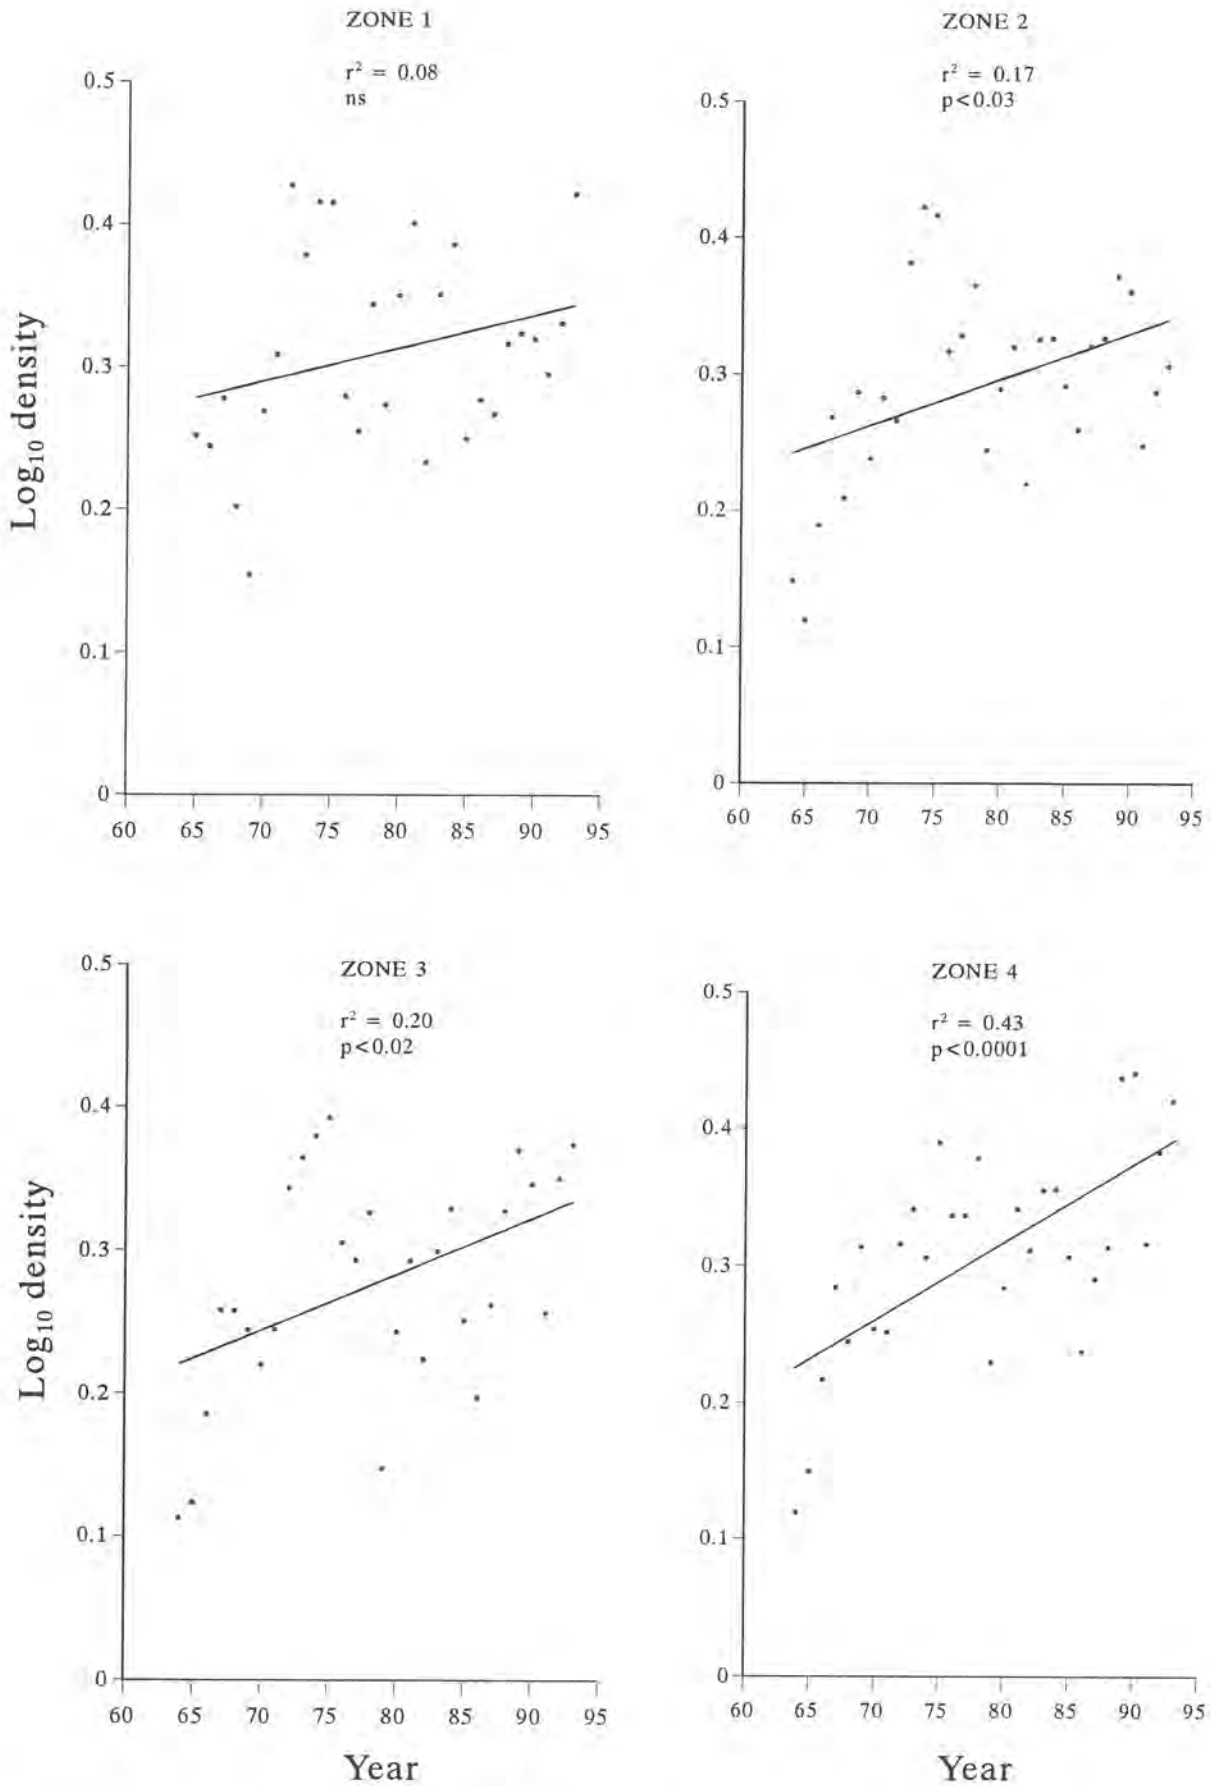 ZONE 1
r² = 0.08
ns
0.5
0.4
0.3
0.2
0.1
0
60 65 70 75 80 85 90 95
Log₁₀ density
ZONE 2
r² = 0.17
p<0.03
0.5
0.4
0.3
0.2
0.1
0
60 65 70 75 80 85 90 95
ZONE 3
r² = 0.20
p<0.02
0.5
0.4
0.3
0.2
0.1
0
60 65 70 75 80 85 90 95
Log₁₀ density
Year
ZONE 4
r² = 0.43
p<0.0001
0.5
0.4
0.3
0.2
0.1
0
60 65 70 75 80 85 90 95
Year